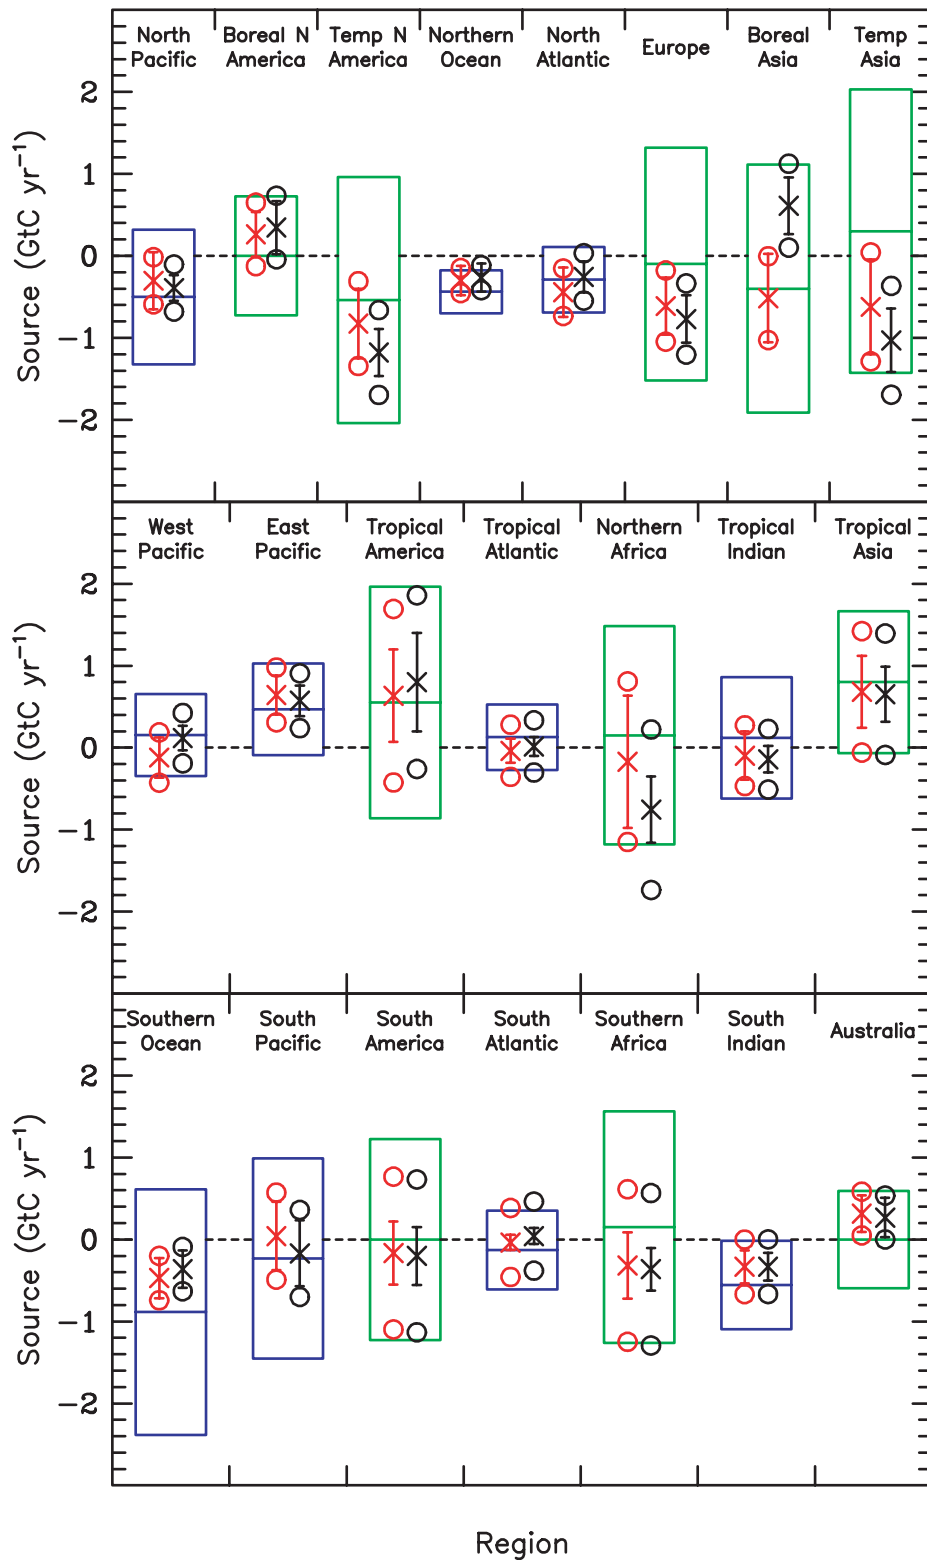 North Pacific
Boreal N America
Temp N America
Northern Ocean
North Atlantic
Europe
Boreal Asia
Temp Asia
Source (GtC yr⁻¹)
2
1
0
-1
-2
West Pacific
East Pacific
Tropical America
Tropical Atlantic
Northern Africa
Tropical Indian
Tropical Asia
Source (GtC yr⁻¹)
2
1
0
-1
-2
Southern Ocean
South Pacific
South America
South Atlantic
Southern Africa
South Indian
Australia
Source (GtC yr⁻¹)
2
1
0
-1
-2
Region